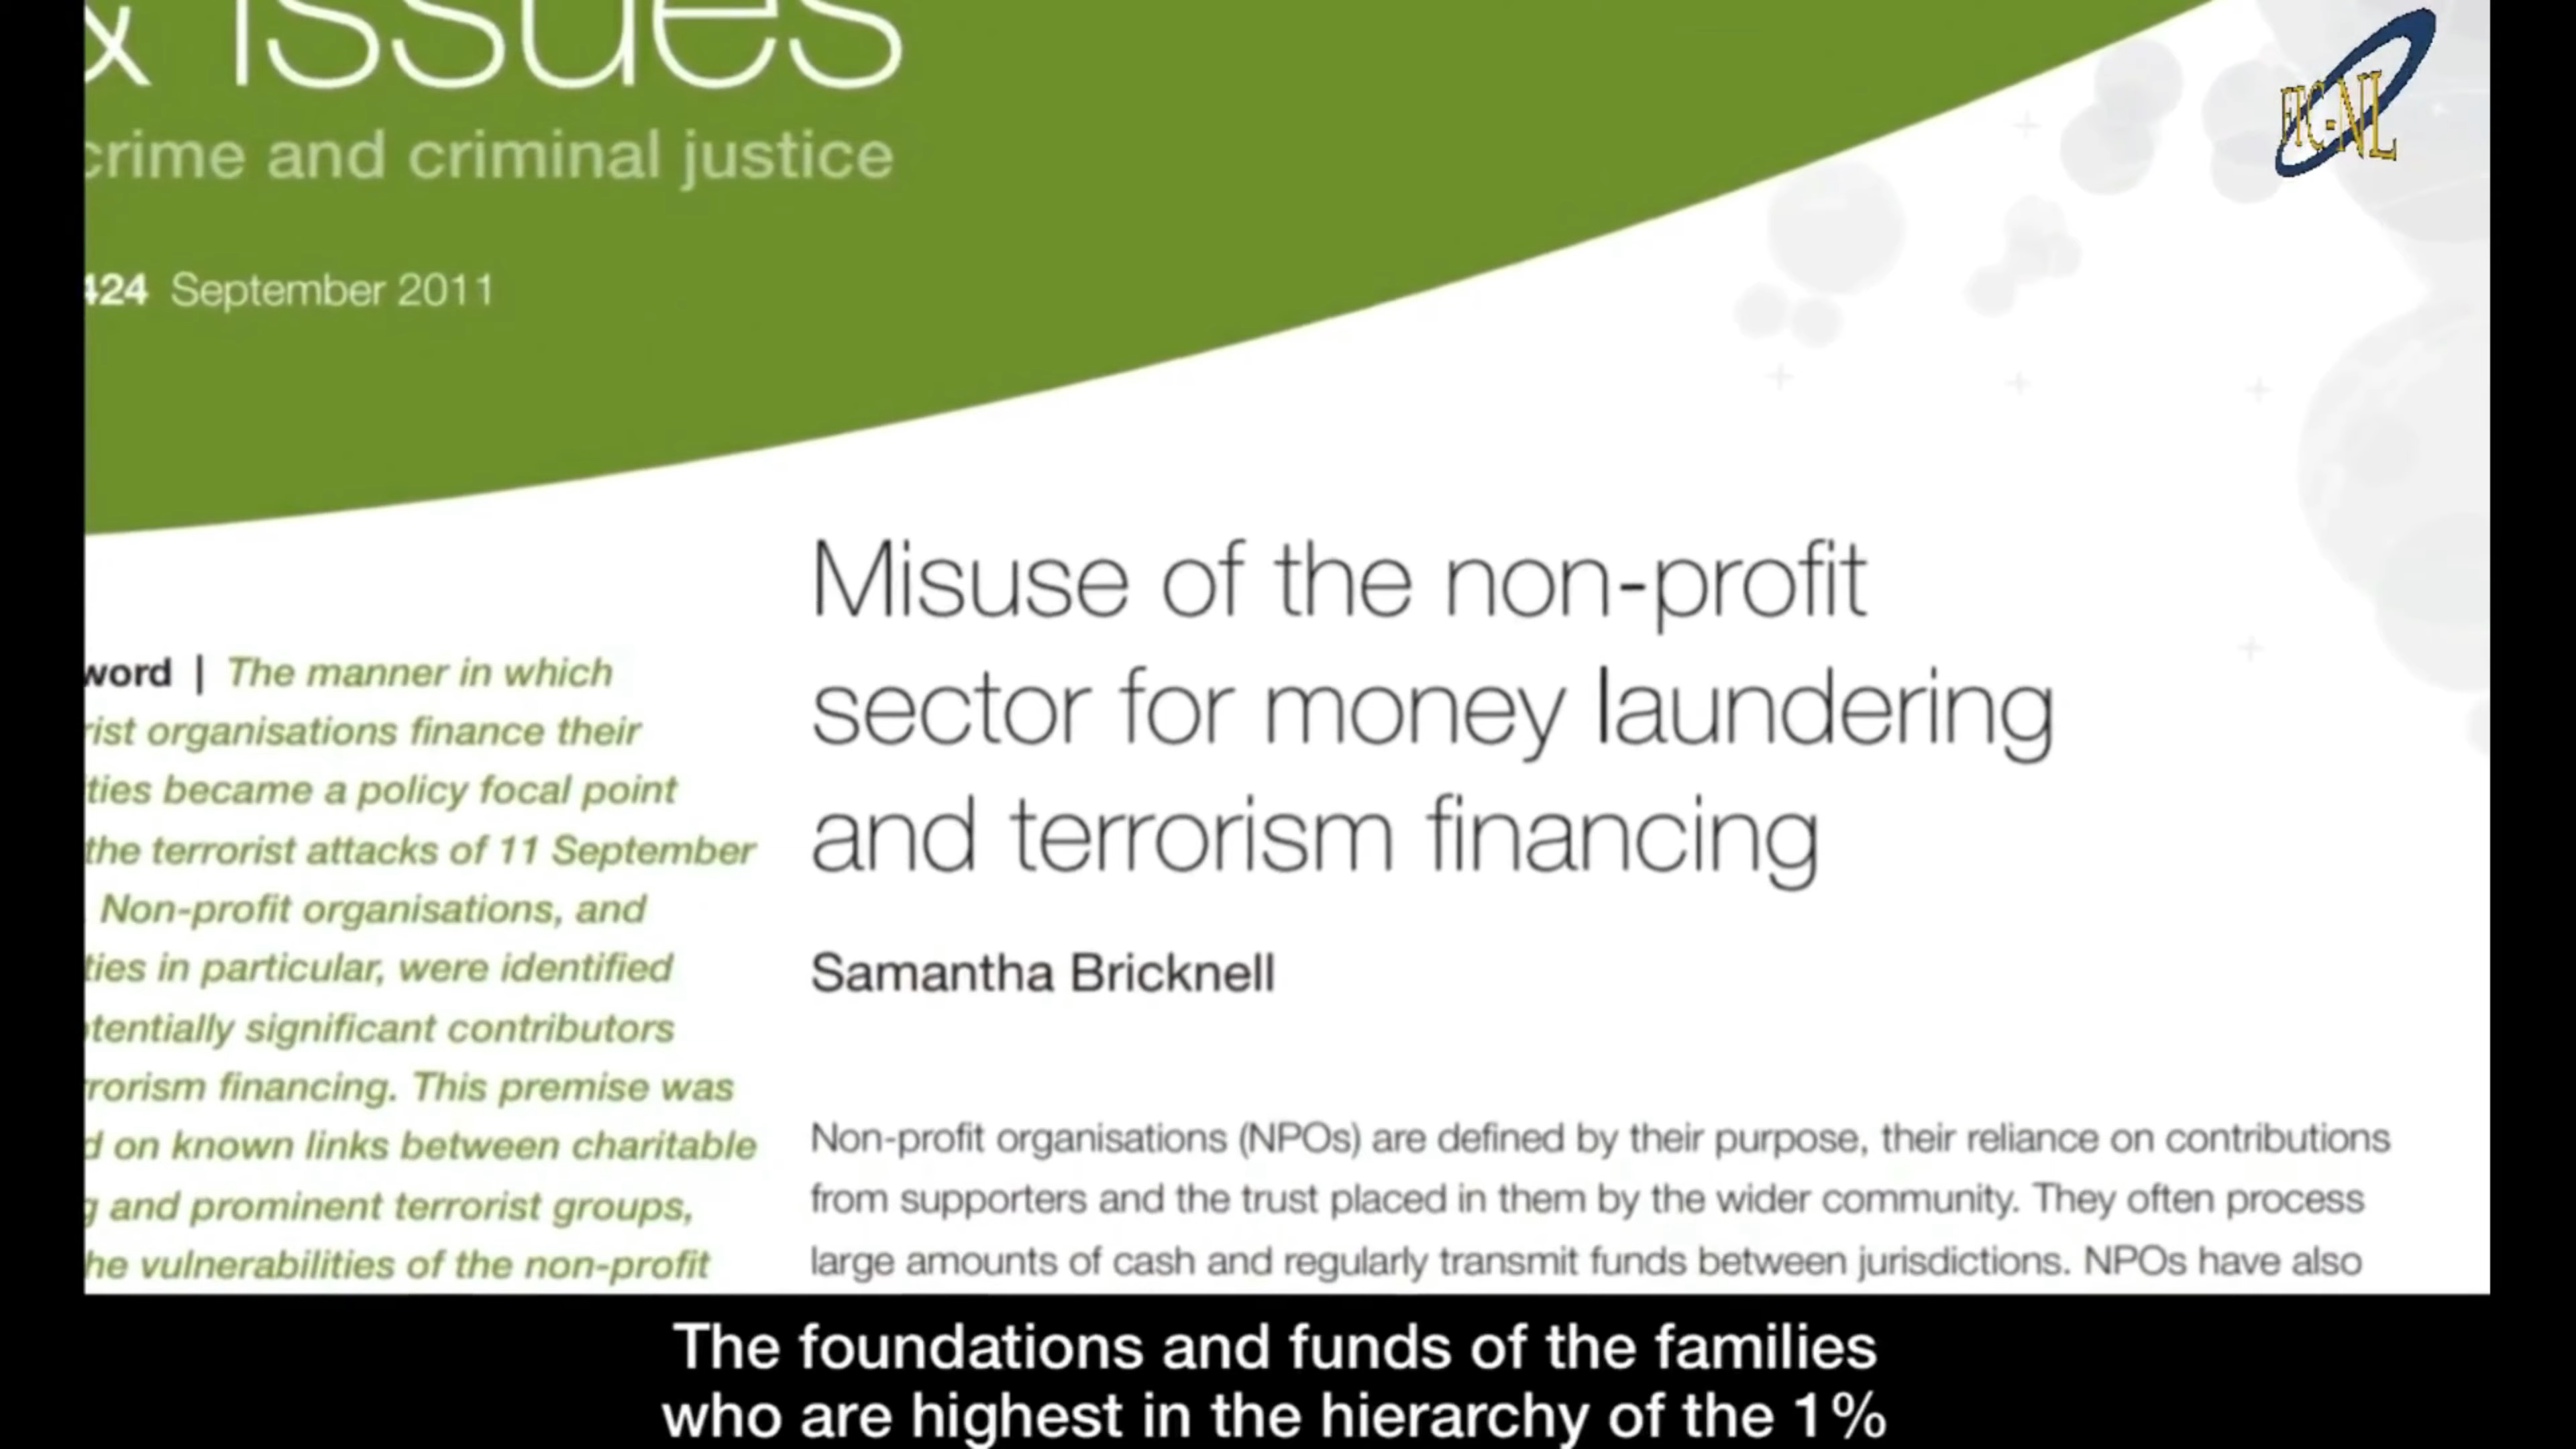 & issues
crime and criminal justice
424 September 2011
FIC-NL
Misuse of the non-profit
sector for money laundering
and terrorism financing
Samantha Bricknell
word | The manner in which
rist organisations finance their
ties became a policy focal point
the terrorist attacks of 11 September
Non-profit organisations, and
ties in particular, were identified
tentially significant contributors
rorism financing. This premise was
d on known links between charitable
g and prominent terrorist groups,
he vulnerabilities of the non-profit
Non-profit organisations (NPOs) are defined by their purpose, their reliance on contributions
from supporters and the trust placed in them by the wider community. They often process
large amounts of cash and regularly transmit funds between jurisdictions. NPOs have also
The foundations and funds of the families
who are highest in the hierarchy of the 1%